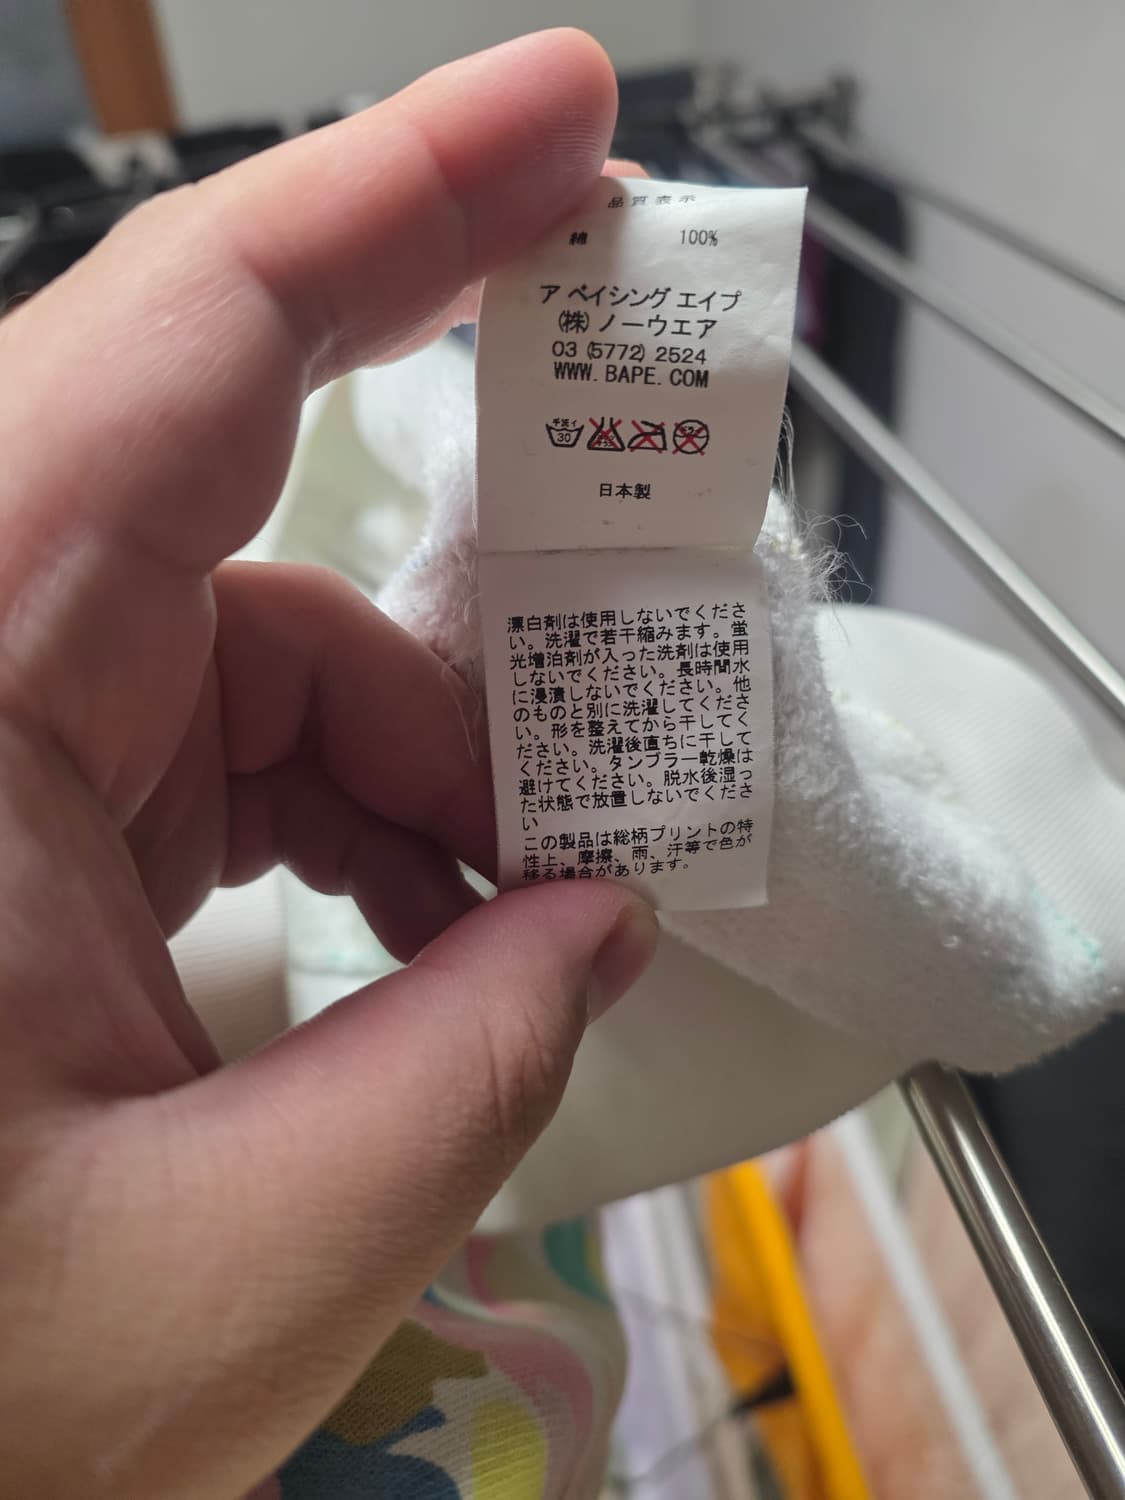 品質表示
綿 100%
ア ベイシング エイプ
(株) ノーウエア
03 (5772) 2524
WWW. BAPE. COM
手洗イ
30
日本製
漂白剤は使用しないでくださ
い。洗濯で若干縮みます。蛍
光増泊剤が入った洗剤は使用
しないでください。長時間水
に浸漬しないでください。他
のものと別に洗濯してくださ
い。形を整えてから干してく
ださい。洗濯後直ちに干して
ください。タンブラー乾燥は
避けてください。脱水後湿っ
た状態で放置しないでくださ
い
この製品は総柄プリントの特
性上、摩擦、雨、汗等で色が
移る場合があります。